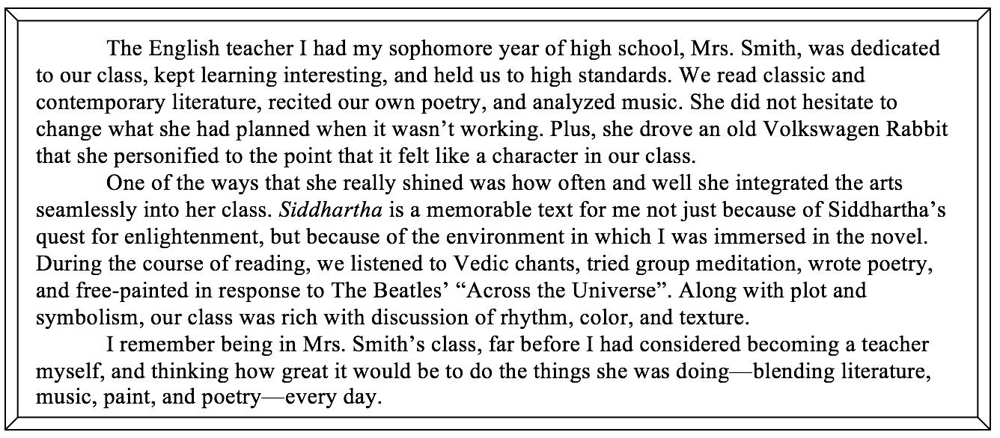 The English teacher I had my sophomore year of high school, Mrs. Smith, was dedicated
to our class, kept learning interesting, and held us to high standards. We read classic and
contemporary literature, recited our own poetry, and analyzed music. She did not hesitate to
change what she had planned when it wasn’t working. Plus, she drove an old Volkswagen Rabbit
that she personified to the point that it felt like a character in our class.
One of the ways that she really shined was how often and well she integrated the arts
seamlessly into her class. Siddhartha is a memorable text for me not just because of Siddhartha’s
quest for enlightenment, but because of the environment in which I was immersed in the novel.
During the course of reading, we listened to Vedic chants, tried group meditation, wrote poetry,
and free-painted in response to The Beatles’ “Across the Universe”. Along with plot and
symbolism, our class was rich with discussion of rhythm, color, and texture.
I remember being in Mrs. Smith’s class, far before I had considered becoming a teacher
myself, and thinking how great it would be to do the things she was doing—blending literature,
music, paint, and poetry—every day.